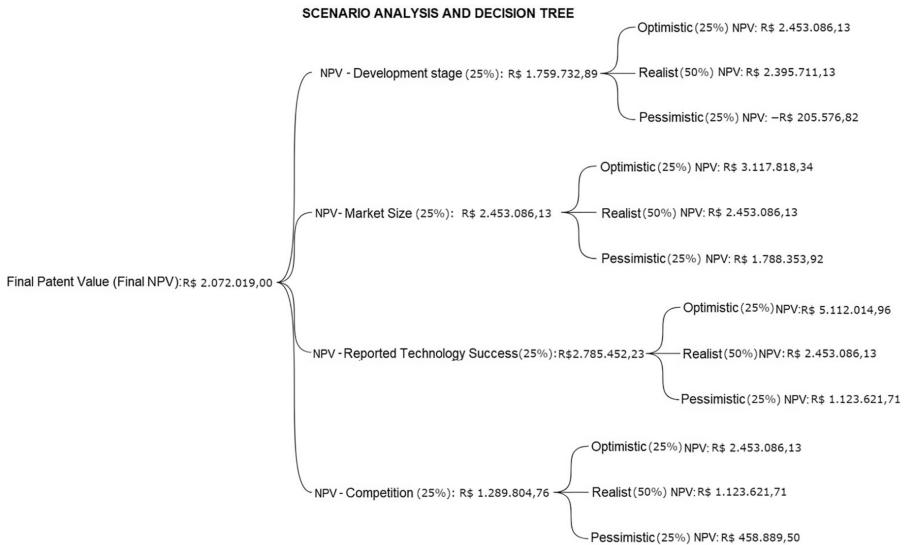 SCENARIO ANALYSIS AND DECISION TREE
Optimistic (25%) NPV: R$ 2.453.086,13
NPV - Development stage (25%): R$ 1.759.732,89
Realist (50%) NPV: R$ 2.395.711,13
Pessimistic (25%) NPV: −R$ 205.576,82
Optimistic (25%) NPV: R$ 3.117.818,34
NPV- Market Size (25%): R$ 2.453.086,13
Realist (50%) NPV: R$ 2.453.086,13
Pessimistic (25%) NPV: R$ 1.788.353,92
Final Patent Value (Final NPV): R$ 2.072.019,00
Optimistic (25%) NPV: R$ 5.112.014,96
NPV - Reported Technology Success (25%): R$2.785.452,23
Realist (50%) NPV: R$ 2.453.086,13
Pessimistic (25%) NPV: R$ 1.123.621,71
Optimistic (25%) NPV: R$ 2.453.086,13
NPV - Competition (25%): R$ 1.289.804,76
Realist (50%) NPV: R$ 1.123.621,71
Pessimistic (25%) NPV: R$ 458.889,50